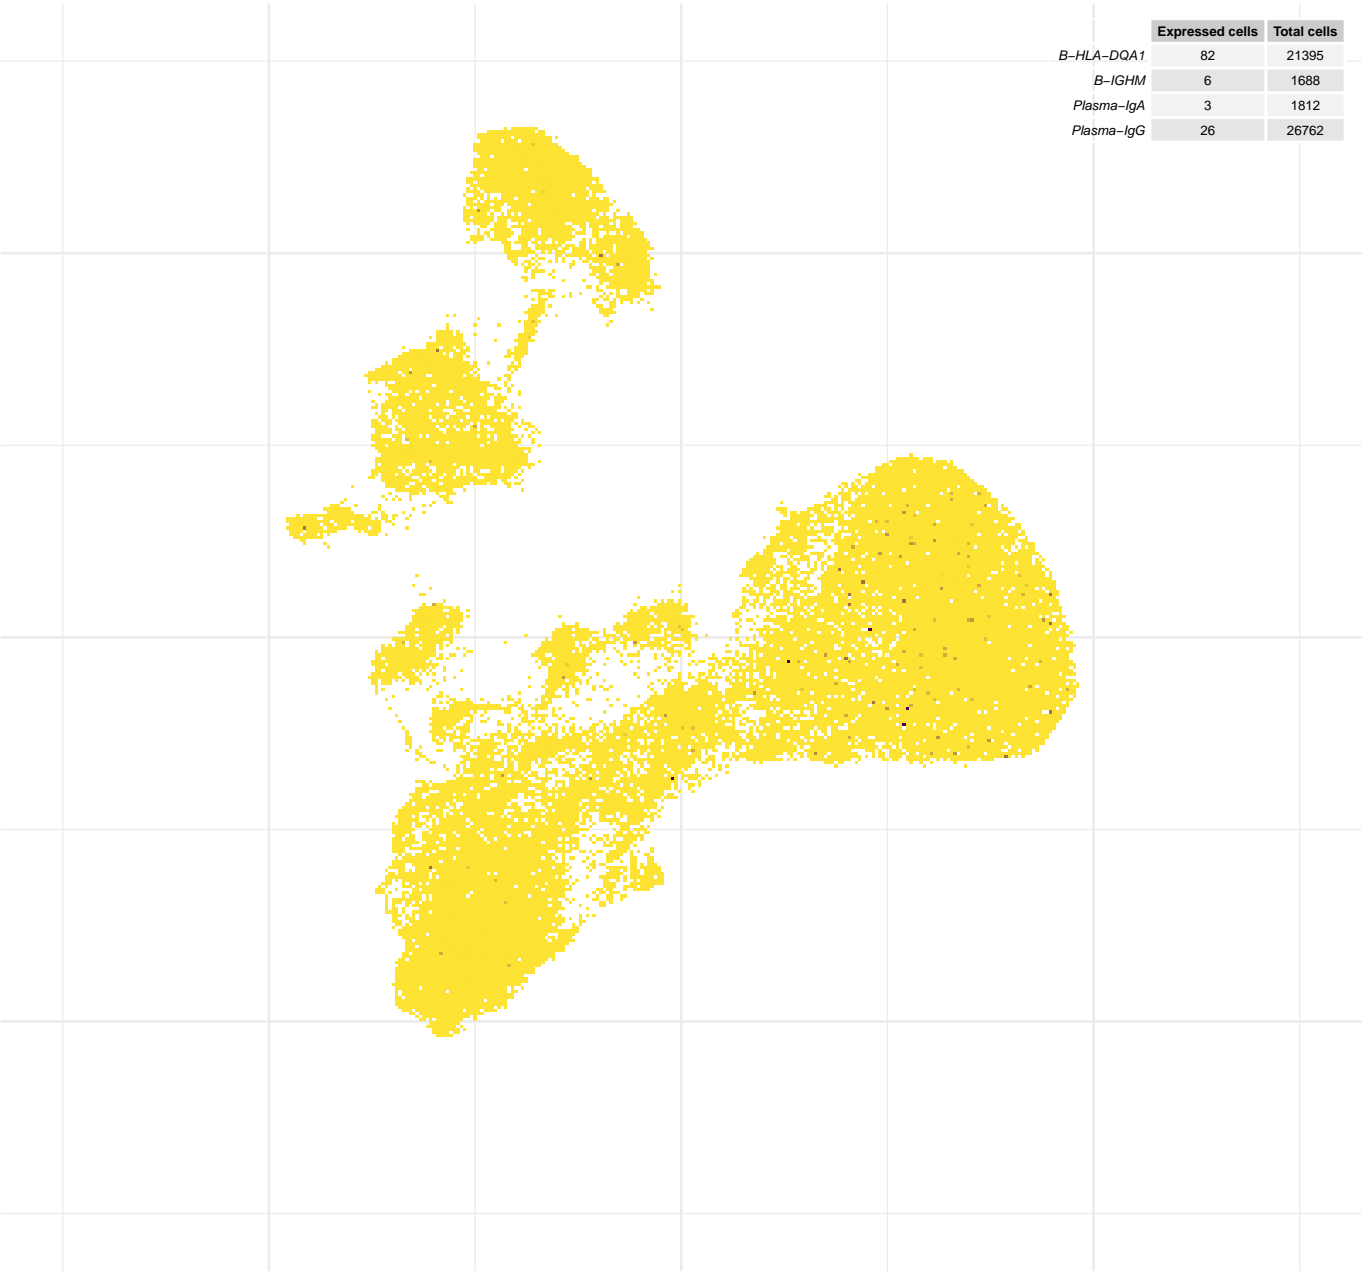 Expressed cells Total cells
B−HLA−DQA1 82 21395
B−IGHM 6 1688
Plasma−IgA 3 1812
Plasma−IgG 26 26762